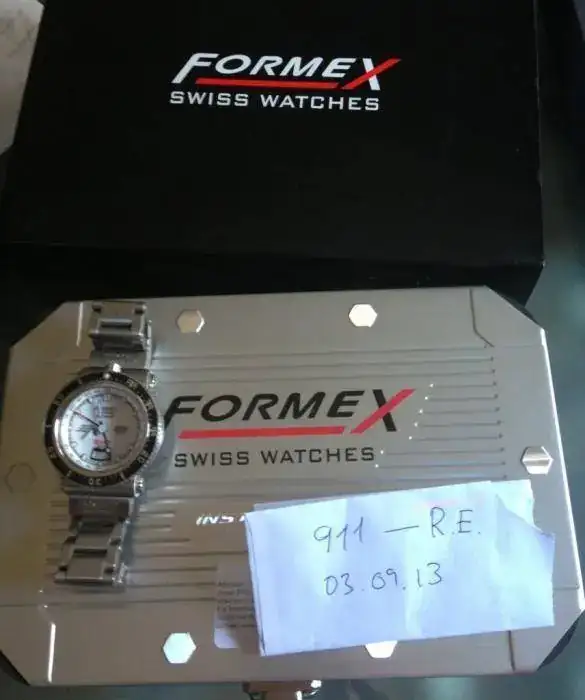 FORMEX
SWISS WATCHES
FORMEX
SWISS WATCHES
911 — R.E.
03.09.13